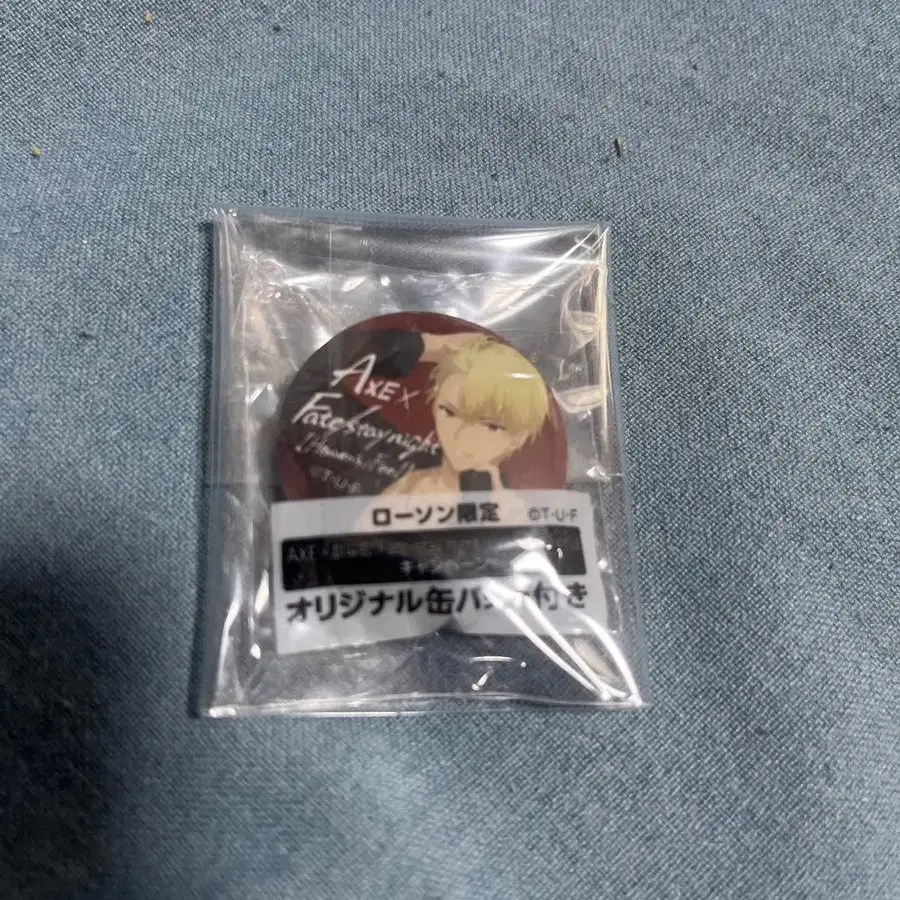 AXE ×
Fate/stay night
[Heaven's Feel]
©T・U・F
ローソン限定 ©T・U・F
AXE
キャンペーン
オリジナル缶バッジ付き